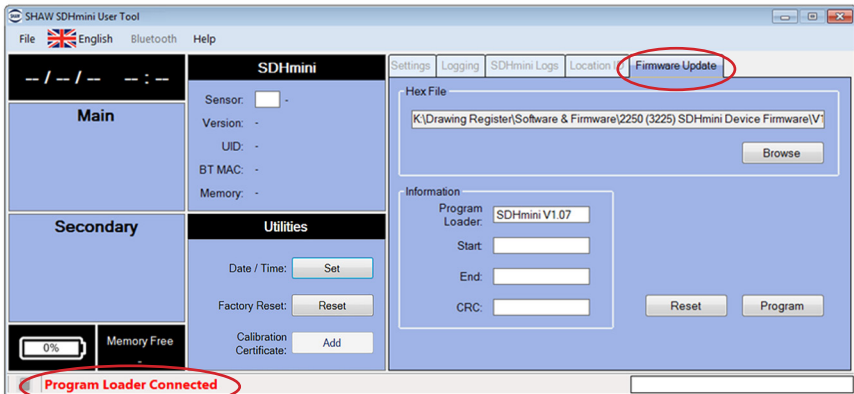 SHAW SDHmini User Tool
File English Bluetooth Help
-- / -- / -- -- : --
Main
Secondary
0%
Memory Free
-
SDHmini
Sensor: -
Version: -
UID: -
BT MAC: -
Memory: -
Utilities
Date / Time: Set
Factory Reset: Reset
Calibration
Certificate: Add
Settings Logging SDHmini Logs Location Firmware Update
Hex File
K:\Drawing Register\Software & Firmware\2250 (3225) SDHmini Device Firmware\V1
Browse
Information
Program
Loader: SDHmini V1.07
Start:
End:
CRC:
Reset Program
Program Loader Connected